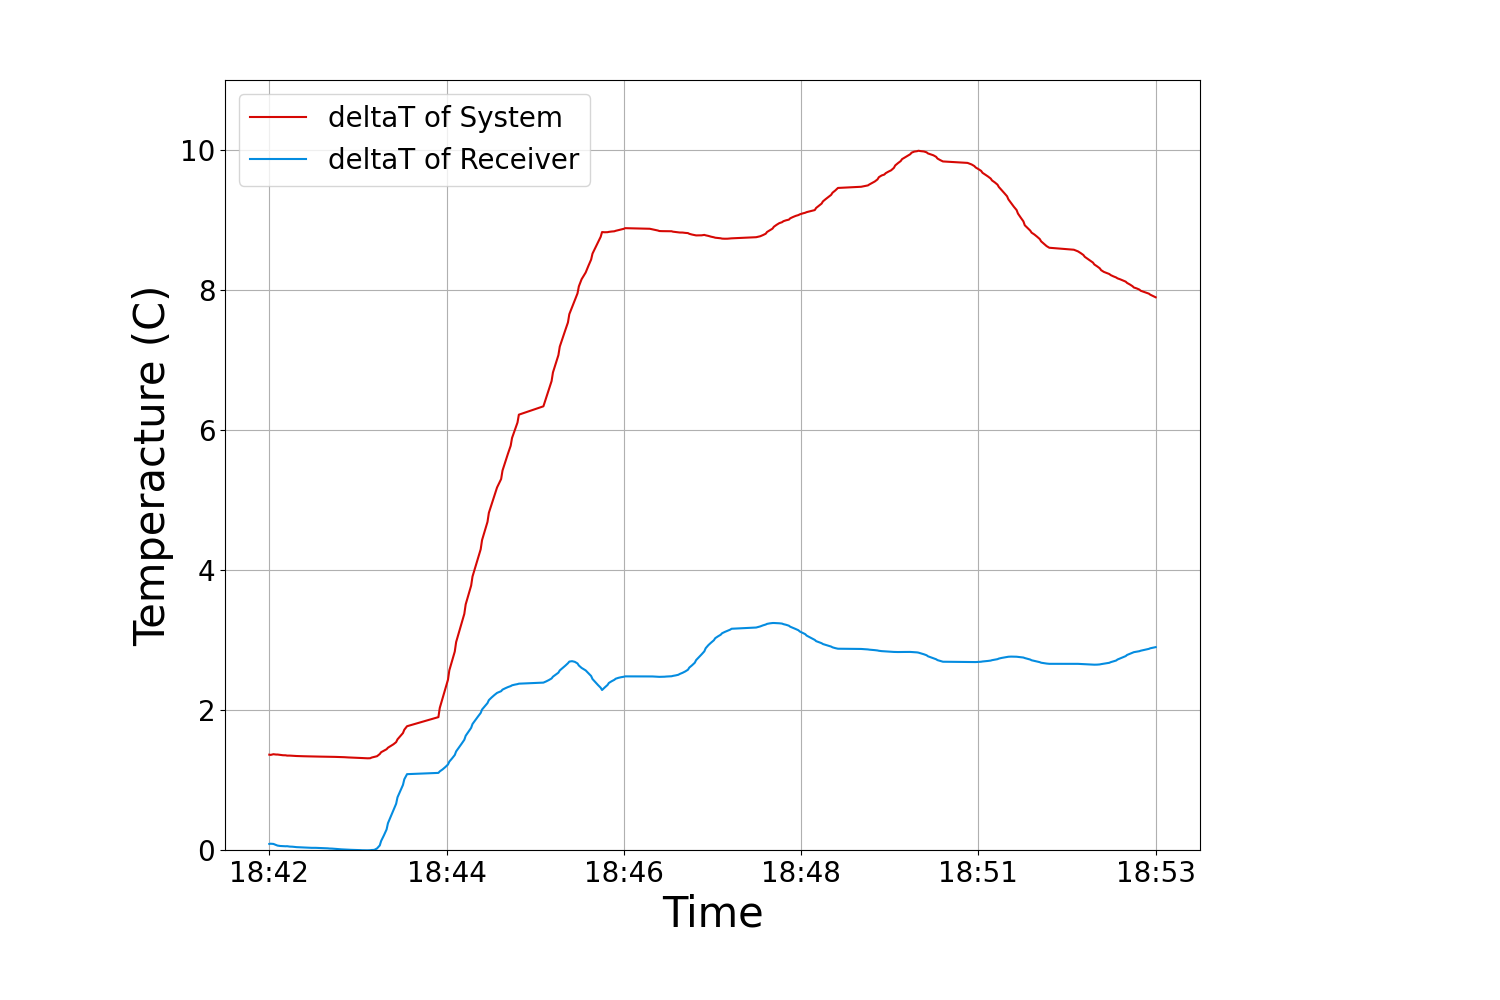 deltaT of System
deltaT of Receiver
10
8
6
4
2
0
Temperacture (C)
18:42 18:44 18:46 18:48 18:51 18:53
Time